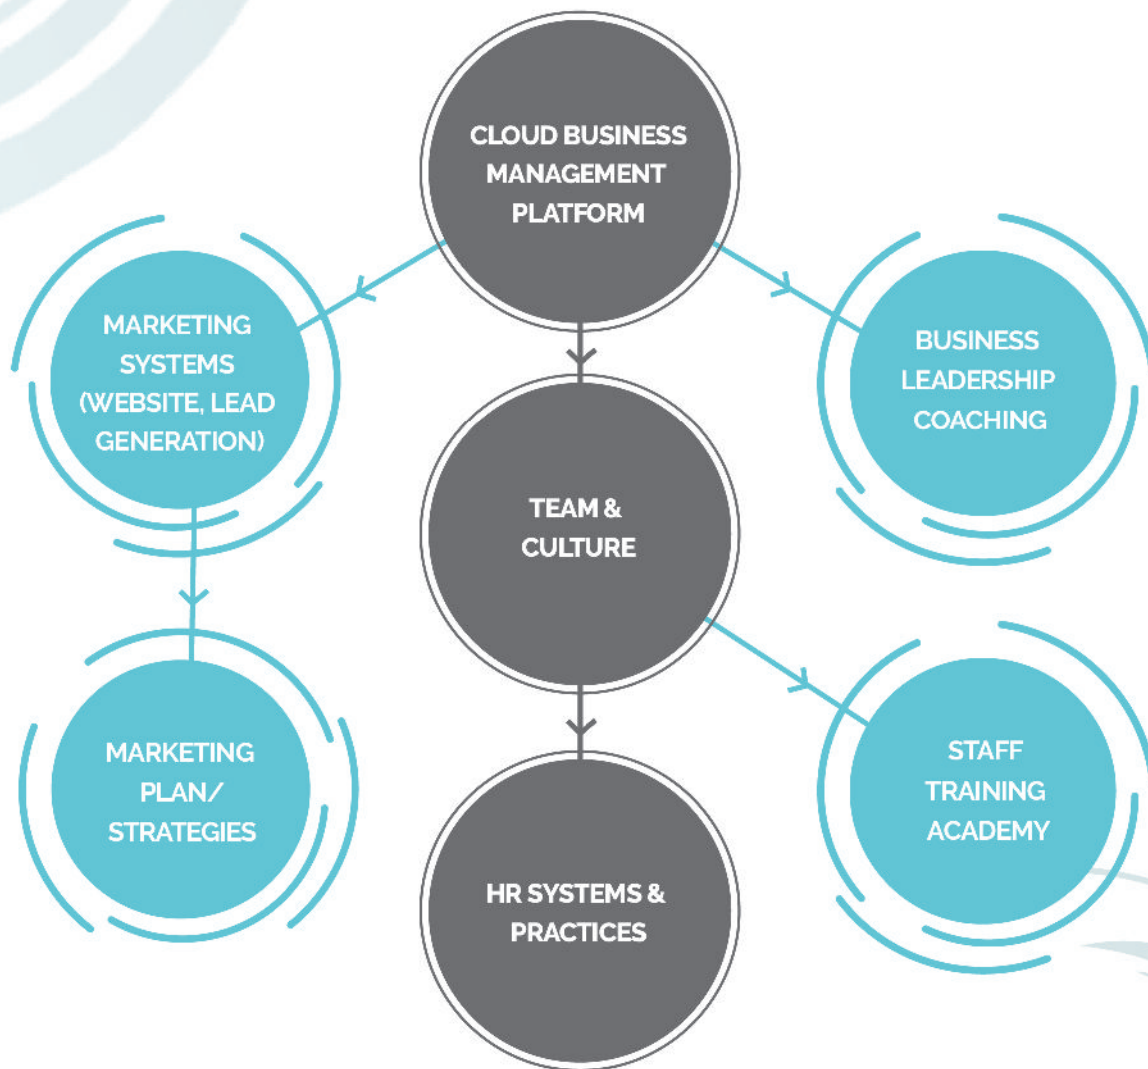 CLOUD BUSINESS
MANAGEMENT
PLATFORM
MARKETING
SYSTEMS
(WEBSITE, LEAD
GENERATION)
BUSINESS
LEADERSHIP
COACHING
TEAM &
CULTURE
MARKETING
PLAN/
STRATEGIES
STAFF
TRAINING
ACADEMY
HR SYSTEMS &
PRACTICES